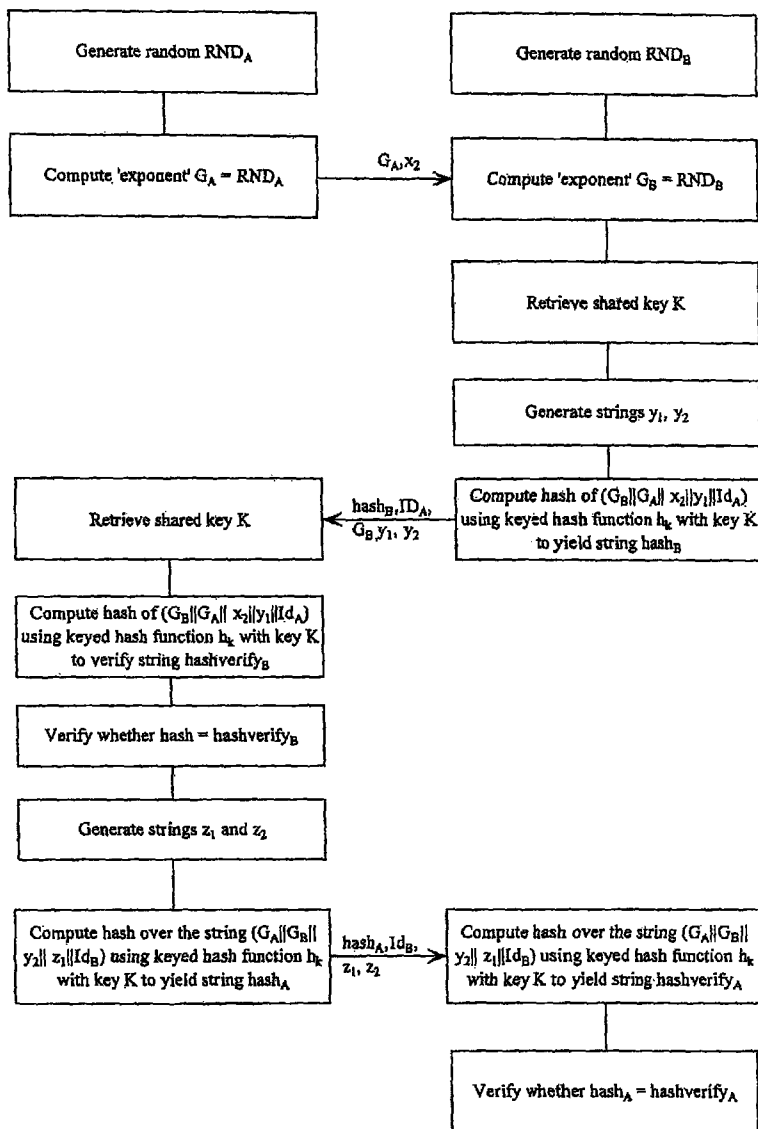 Generate random RND_A
Generate random RND_B
Compute 'exponent' G_A = RND_A
G_A,x_2
Compute 'exponent' G_B = RND_B
Retrieve shared key K
Generate strings y_1, y_2
Compute hash of (G_B||G_A|| x_2||y_1||Id_A)
using keyed hash function h_k with key K
to yield string hash_B
hash_B,ID_A,
G_B,y_1, y_2
Retrieve shared key K
Compute hash of (G_B||G_A|| x_2||y_1||Id_A)
using keyed hash function h_k with key K
to verify string hashverify_B
Verify whether hash = hashverify_B
Generate strings z_1 and z_2
Compute hash over the string (G_A||G_B||
y_2|| z_1||Id_B) using keyed hash function h_k
with key K to yield string hash_A
hash_A,Id_B,
z_1, z_2
Compute hash over the string (G_A||G_B||
y_2|| z_1||Id_B) using keyed hash function h_k
with key K to yield string hashverify_A
Verify whether hash_A = hashverify_A